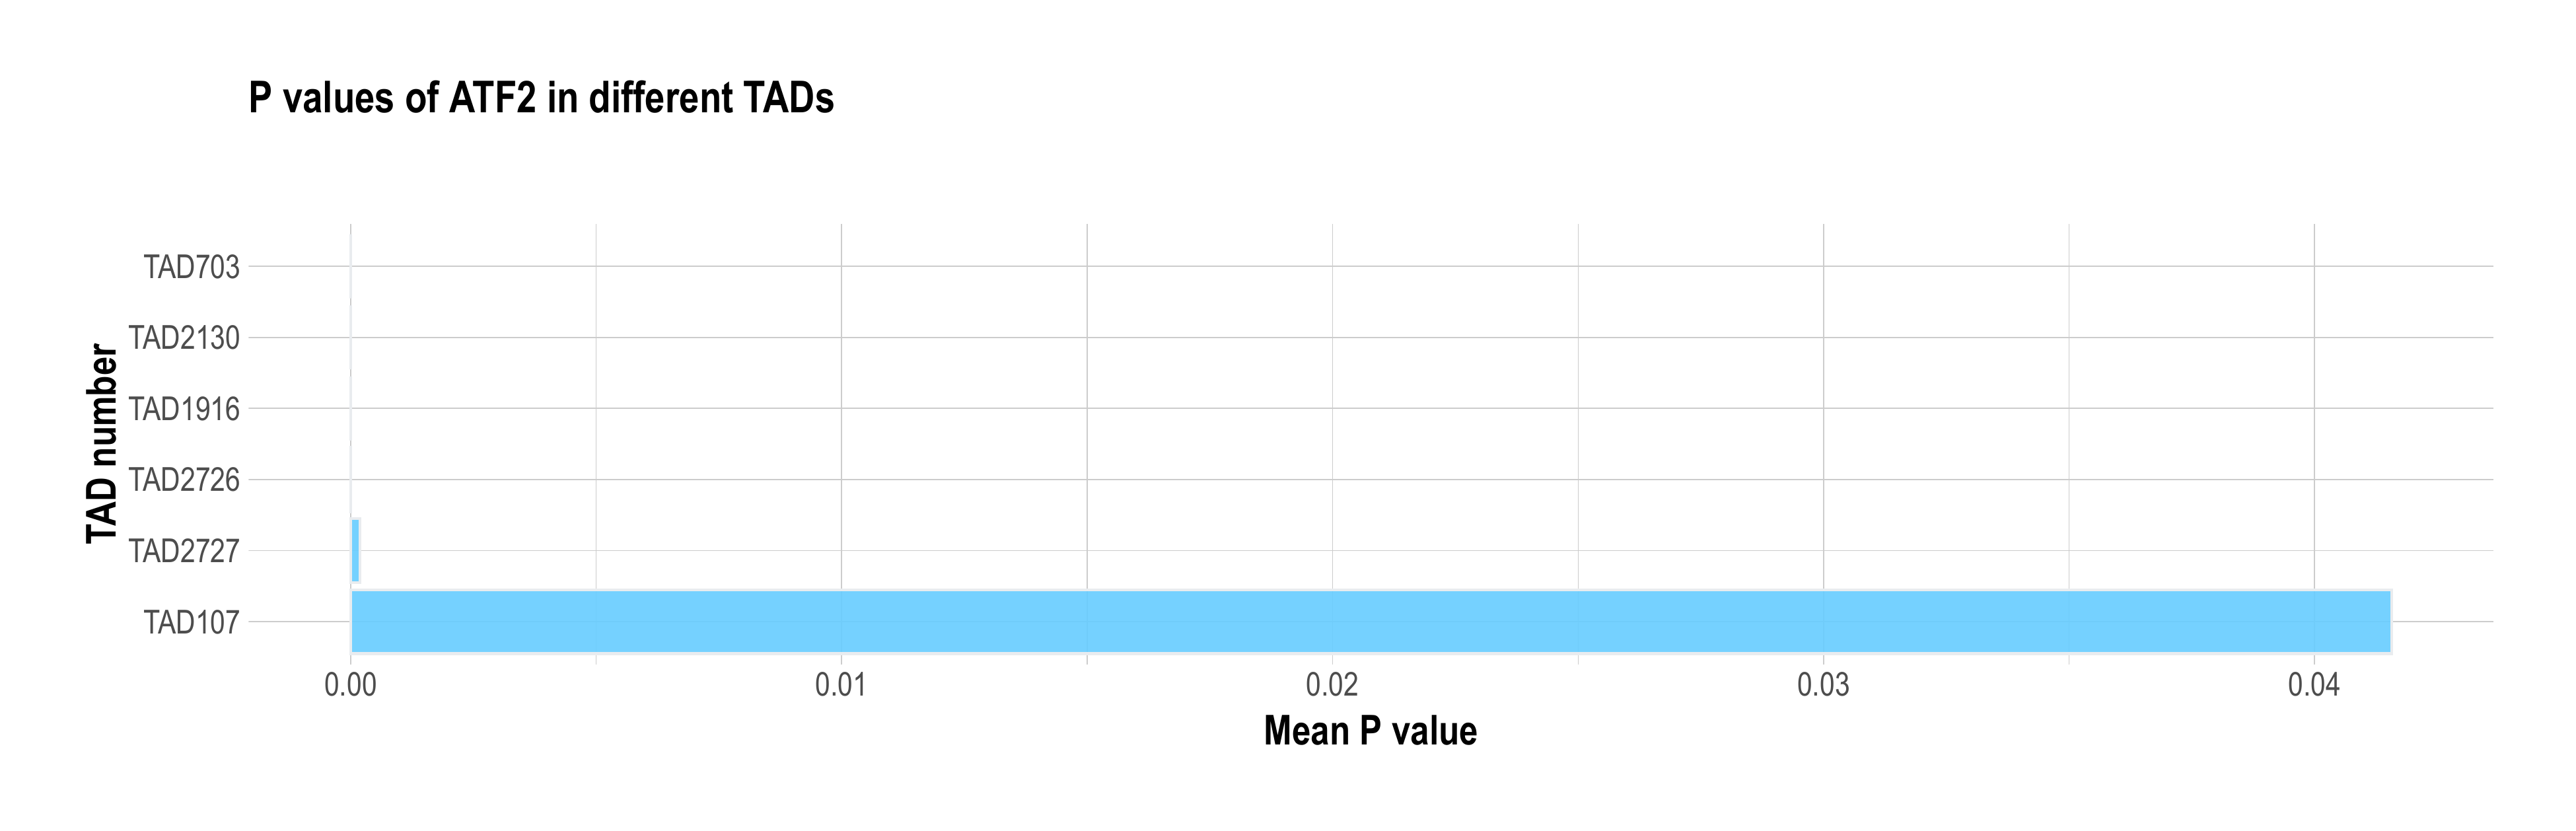 P values of ATF2 in different TADs
TAD number
TAD703
TAD2130
TAD1916
TAD2726
TAD2727
TAD107
0.00 0.01 0.02 0.03 0.04
Mean P value